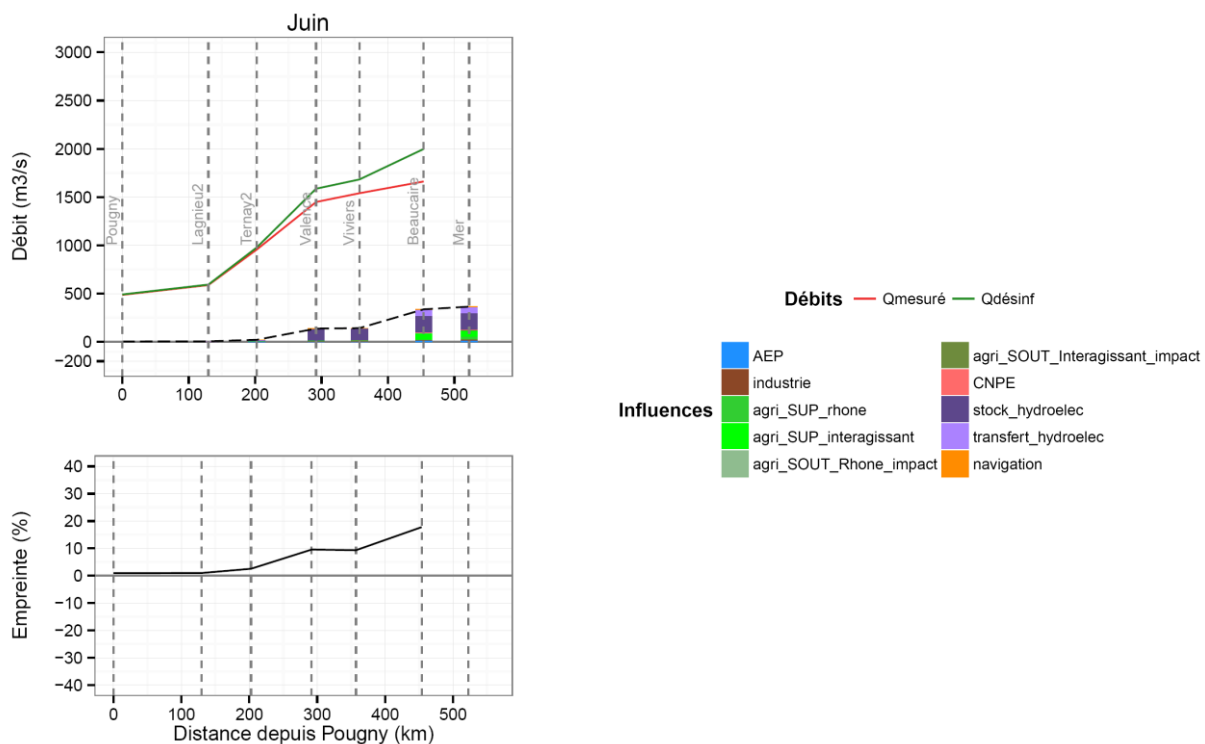 Juin
Débit (m3/s)
3000
2500
2000
1500
1000
500
0
−200
Pougny
Lagnieu2
Ternay2
Valence
Viviers
Beaucaire
Mer
0 100 200 300 400 500
Débits Qmesuré Qdésinf
Influences
AEP agri_SOUT_Interagissant_impact
industrie CNPE
agri_SUP_rhone stock_hydroelec
agri_SUP_interagissant transfert_hydroelec
agri_SOUT_Rhone_impact navigation
Empreinte (%)
40
30
20
10
0
−10
−20
−30
−40
0 100 200 300 400 500
Distance depuis Pougny (km)